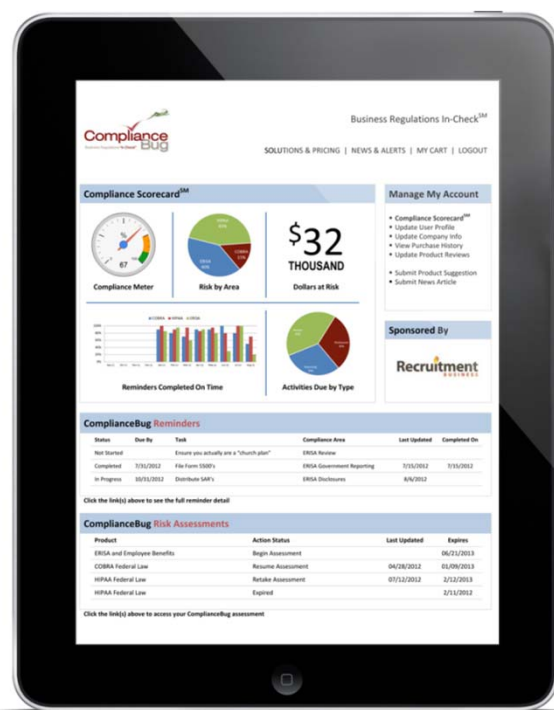 Compliance
Bug
Business Regulations In-Check℠
SOLUTIONS & PRICING | NEWS & ALERTS | MY CART | LOGOUT
Compliance Scorecard℠
%
67
Compliance Meter
COBRA
Risk by Area
$32
THOUSAND
Dollars at Risk
COBRA HIPAA ERISA
Reminders Completed On Time
Activities Due by Type
Manage My Account
• Compliance Scorecard℠
• Update User Profile
• Update Company Info
• View Purchase History
• Update Product Reviews
• Submit Product Suggestion
• Submit News Article
Sponsored By
Recruitment
BUSINESS
ComplianceBug Reminders
Status Due By Task Compliance Area Last Updated Completed On
Not Started Ensure you actually are a "church plan" ERISA Review
Completed 7/31/2012 File Form 5500's ERISA Government Reporting 7/15/2012 7/15/2012
In Progress 10/31/2012 Distribute SAR's ERISA Disclosures 8/6/2012
Click the link(s) above to see the full reminder detail
ComplianceBug Risk Assessments
Product Action Status Last Updated Expires
ERISA and Employee Benefits Begin Assessment 06/21/2013
COBRA Federal Law Resume Assessment 04/28/2012 01/09/2013
HIPAA Federal Law Retake Assessment 07/12/2012 2/12/2013
HIPAA Federal Law Expired 2/11/2012
Click the link(s) above to access your ComplianceBug assessment